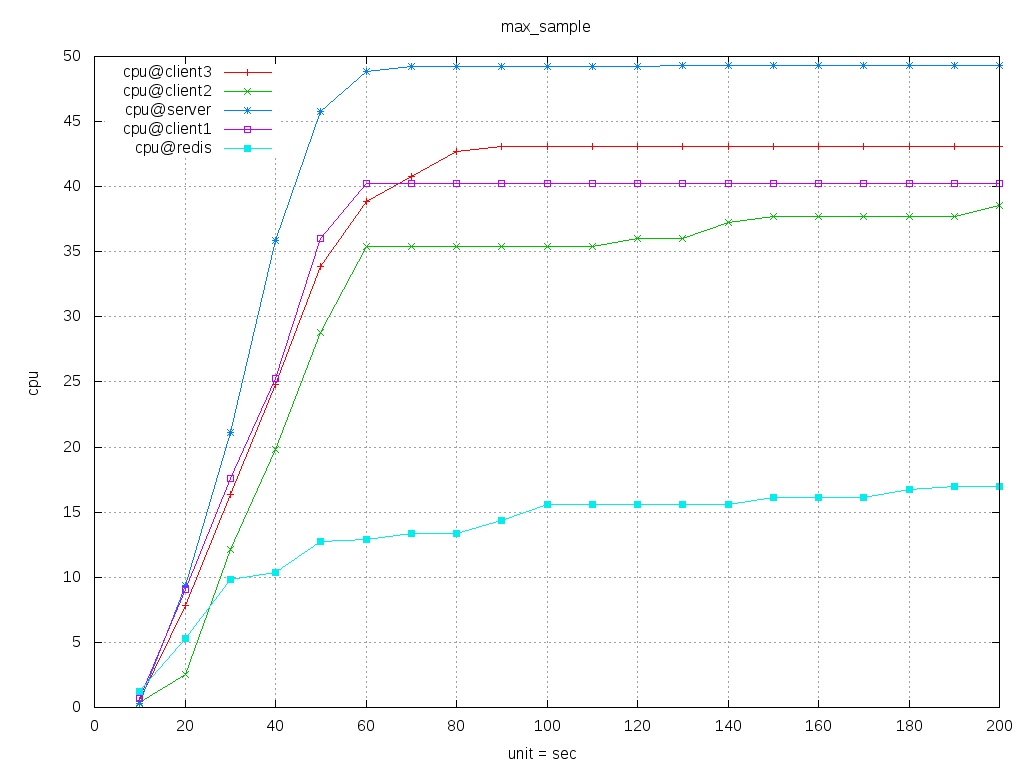 max_sample
50
45
40
35
30
25
20
15
10
5
0
cpu
cpu@client3
cpu@client2
cpu@server
cpu@client1
cpu@redis
0 20 40 60 80 100 120 140 160 180 200
unit = sec